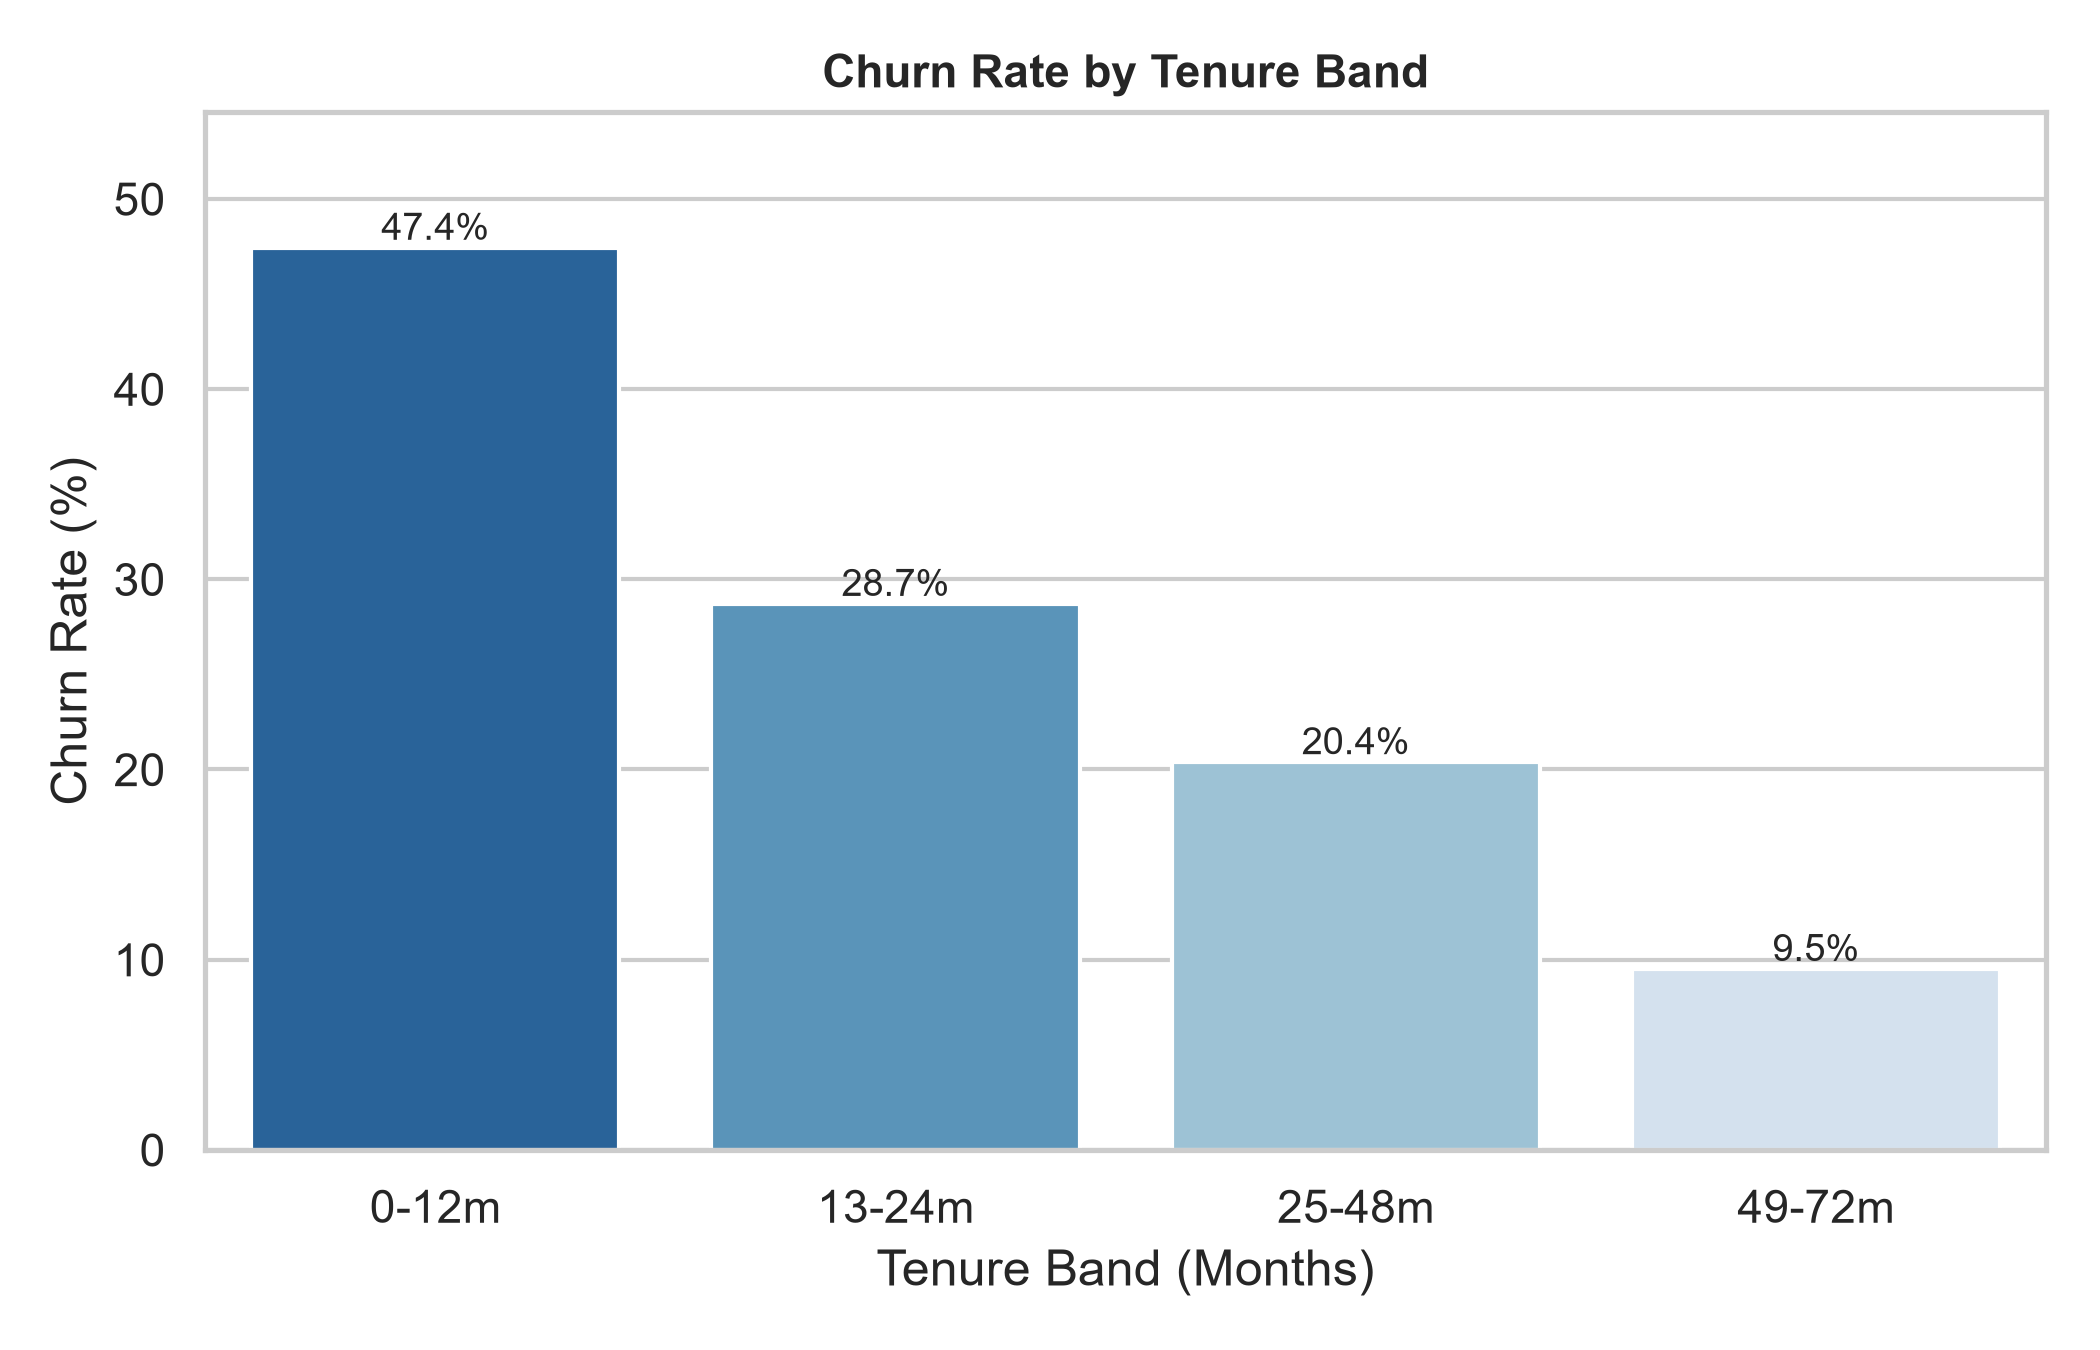 Churn Rate by Tenure Band
Churn Rate (%)
50
40
30
20
10
0
47.4%
28.7%
20.4%
9.5%
0-12m
13-24m
25-48m
49-72m
Tenure Band (Months)